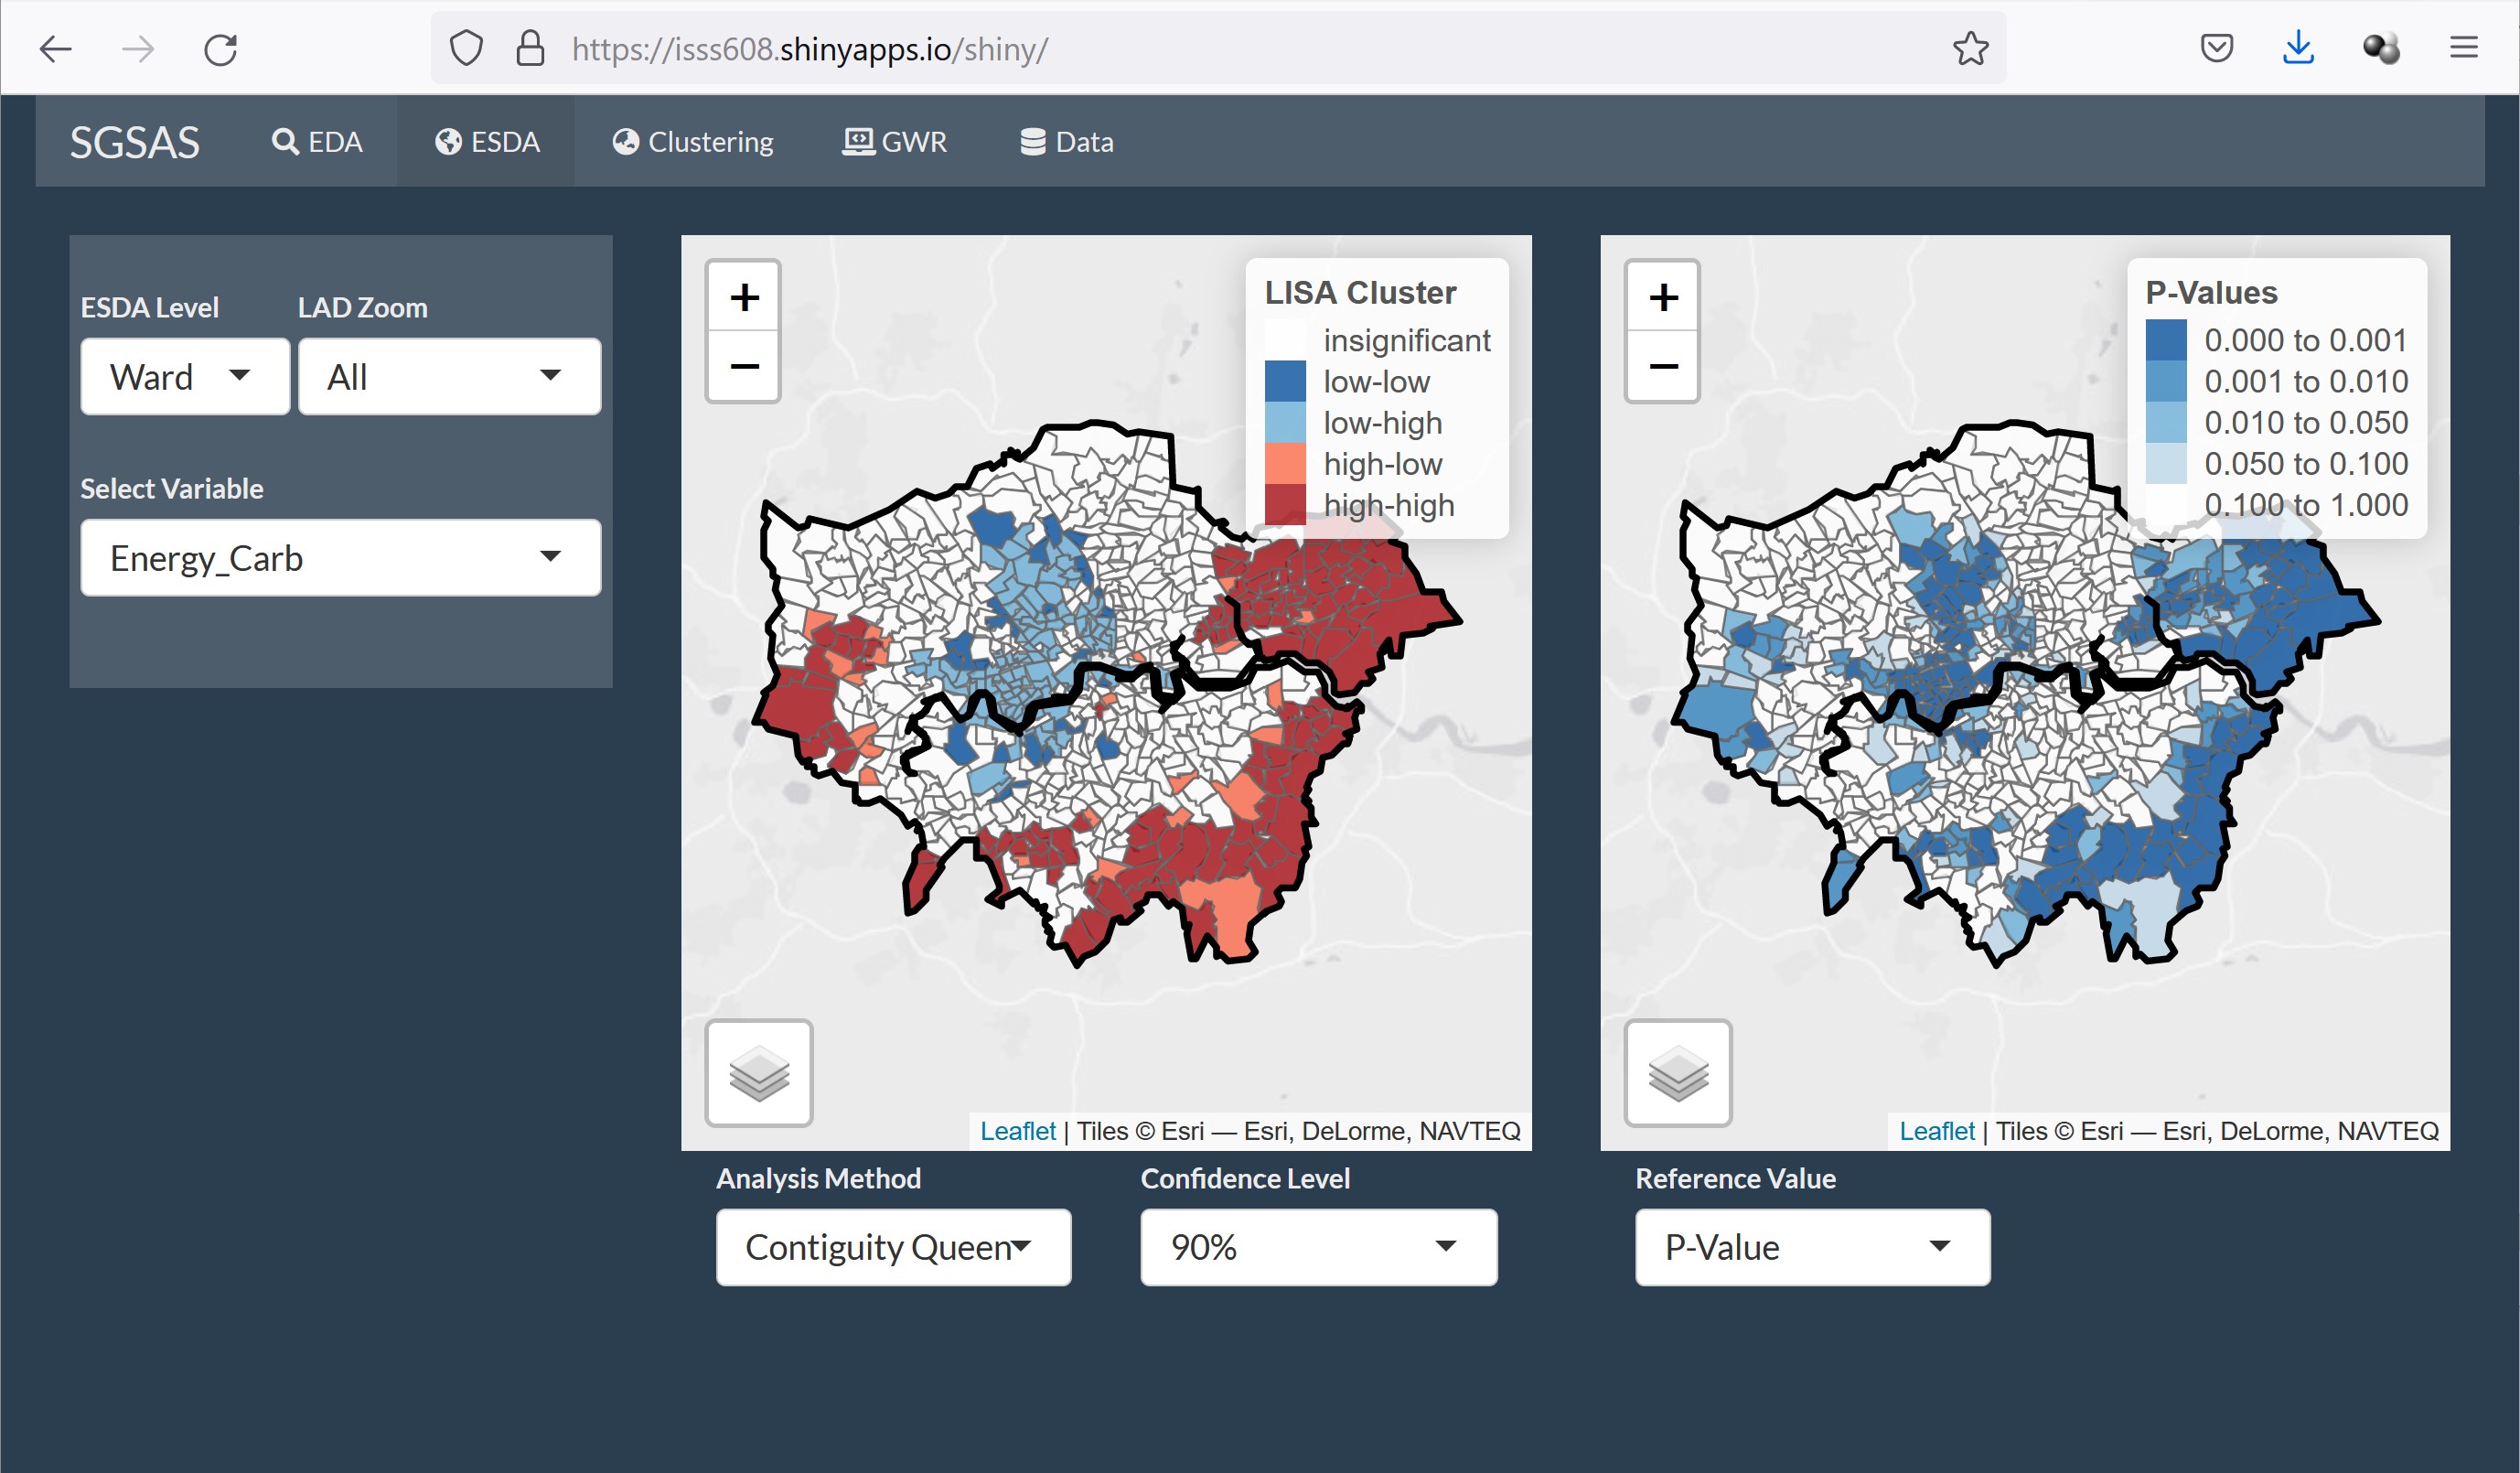 https://isss608.shinyapps.io/shiny/
SGSAS EDA ESDA Clustering GWR Data
ESDA Level LAD Zoom
Ward All
Select Variable
Energy_Carb
+
−
LISA Cluster
insignificant
low-low
low-high
high-low
high-high
Leaflet | Tiles © Esri — Esri, DeLorme, NAVTEQ
+
−
P-Values
0.000 to 0.001
0.001 to 0.010
0.010 to 0.050
0.050 to 0.100
0.100 to 1.000
Leaflet | Tiles © Esri — Esri, DeLorme, NAVTEQ
Analysis Method Confidence Level Reference Value
Contiguity Queen 90% P-Value